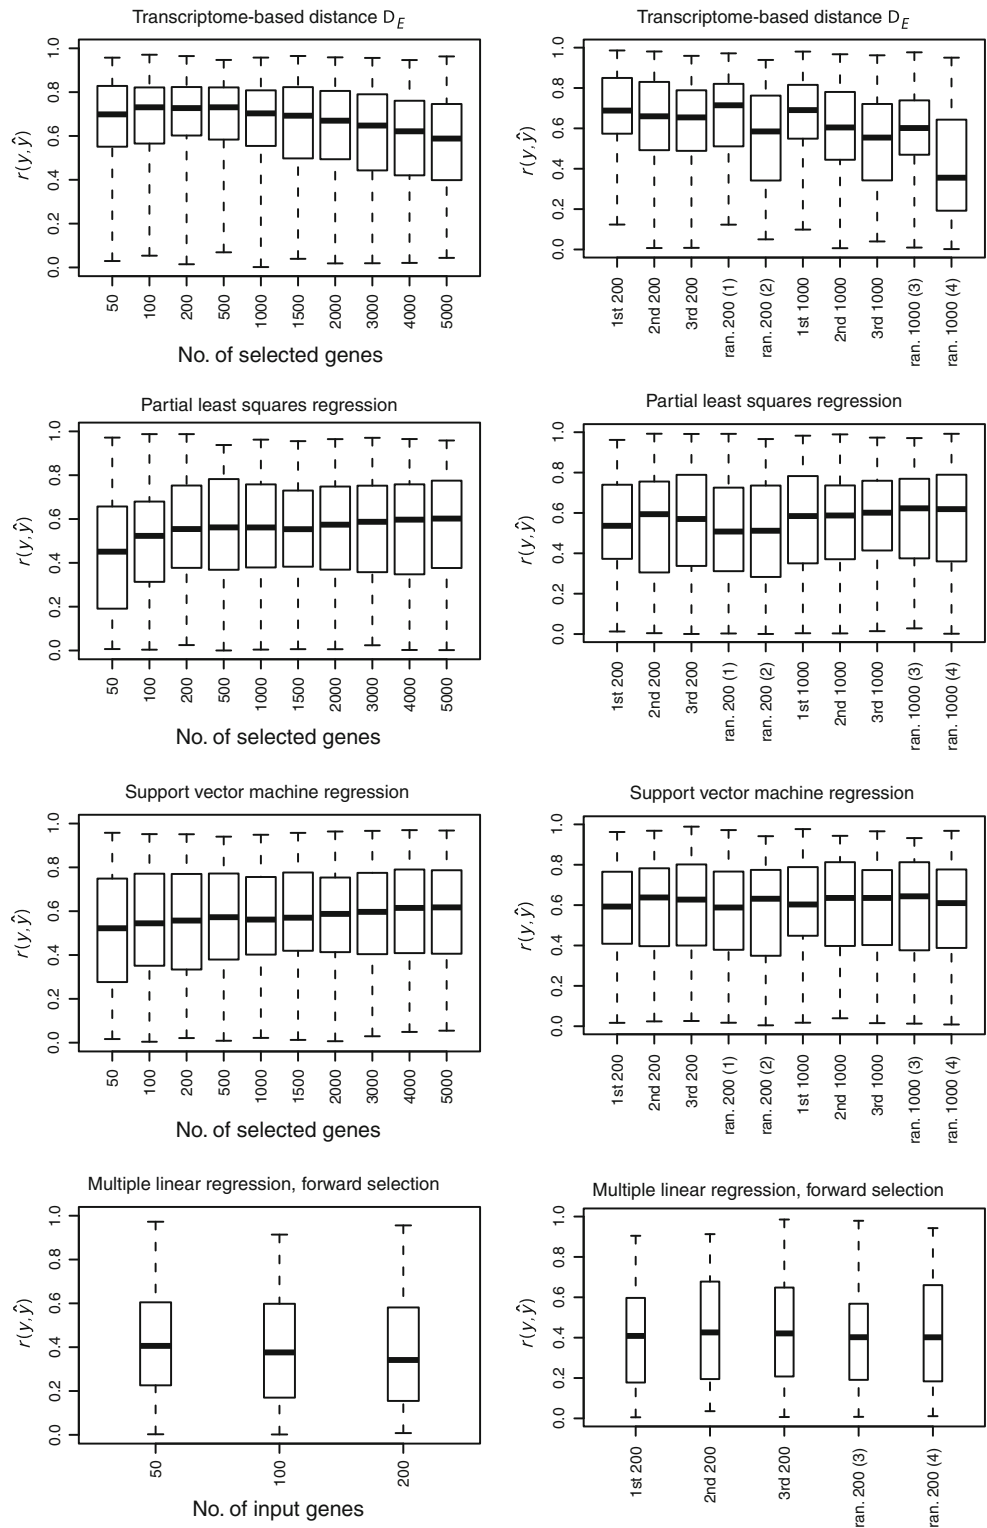 Transcriptome-based distance D_E
r(y,ŷ)
1.0
0.8
0.6
0.4
0.2
0.0
50 100 200 500 1000 1500 2000 3000 4000 5000
No. of selected genes
Transcriptome-based distance D_E
r(y,ŷ)
1.0
0.8
0.6
0.4
0.2
0.0
1st 200
2nd 200
3rd 200
ran. 200 (1)
ran. 200 (2)
1st 1000
2nd 1000
3rd 1000
ran. 1000 (3)
ran. 1000 (4)
Partial least squares regression
r(y,ŷ)
1.0
0.8
0.6
0.4
0.2
0.0
50 100 200 500 1000 1500 2000 3000 4000 5000
No. of selected genes
Partial least squares regression
r(y,ŷ)
1.0
0.8
0.6
0.4
0.2
0.0
1st 200
2nd 200
3rd 200
ran. 200 (1)
ran. 200 (2)
1st 1000
2nd 1000
3rd 1000
ran. 1000 (3)
ran. 1000 (4)
Support vector machine regression
r(y,ŷ)
1.0
0.8
0.6
0.4
0.2
0.0
50 100 200 500 1000 1500 2000 3000 4000 5000
No. of selected genes
Support vector machine regression
r(y,ŷ)
1.0
0.8
0.6
0.4
0.2
0.0
1st 200
2nd 200
3rd 200
ran. 200 (1)
ran. 200 (2)
1st 1000
2nd 1000
3rd 1000
ran. 1000 (3)
ran. 1000 (4)
Multiple linear regression, forward selection
r(y,ŷ)
1.0
0.8
0.6
0.4
0.2
0.0
50 100 200
No. of input genes
Multiple linear regression, forward selection
r(y,ŷ)
1.0
0.8
0.6
0.4
0.2
0.0
1st 200
2nd 200
3rd 200
ran. 200 (3)
ran. 200 (4)